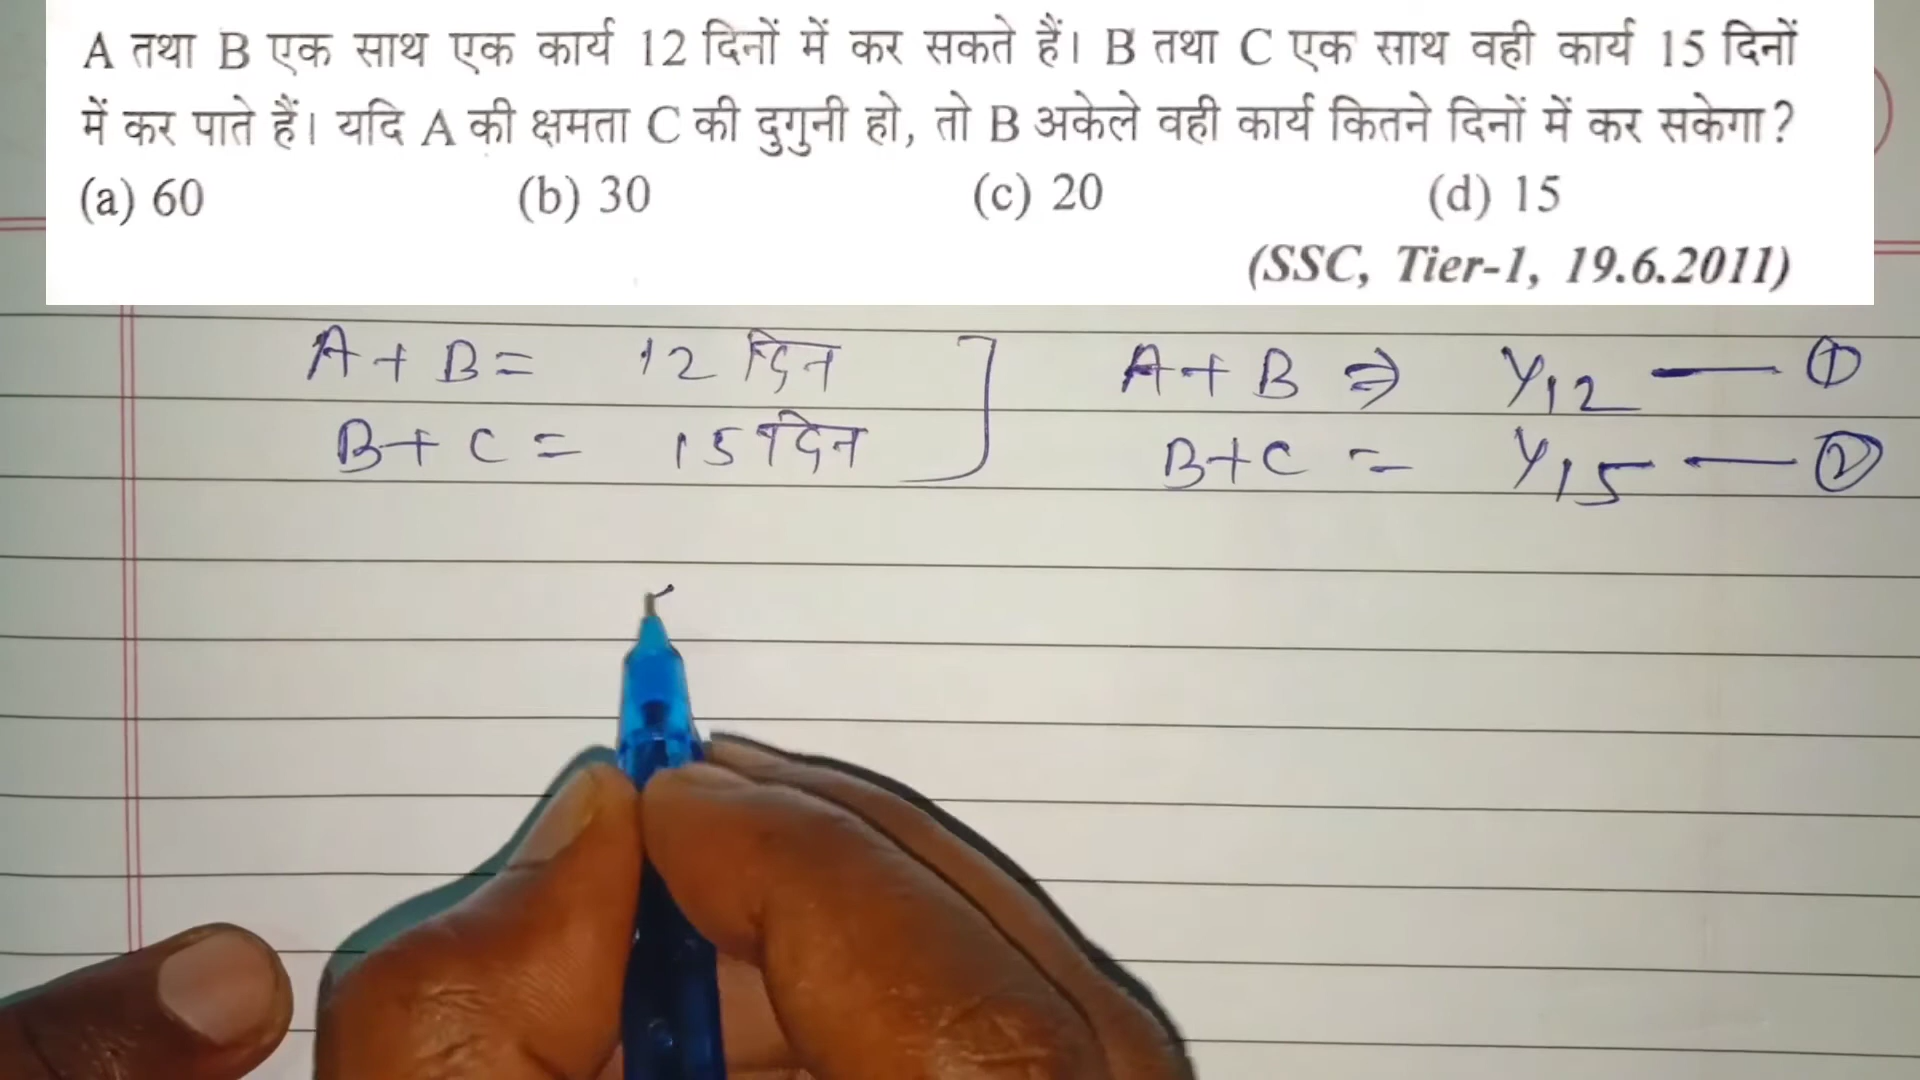 A तथा B एक साथ एक कार्य 12 दिनों में कर सकते हैं। B तथा C एक साथ वही कार्य 15 दिनों
में कर पाते हैं। यदि A की क्षमता C की दुगुनी हो, तो B अकेले वही कार्य कितने दिनों में कर सकेगा?
(a) 60 (b) 30 (c) 20 (d) 15
(SSC, Tier-1, 19.6.2011)
A + B = 12 दिन ] A + B ⇒ 1/12 — ①
B + C = 15 दिन B + C = 1/15 — ②